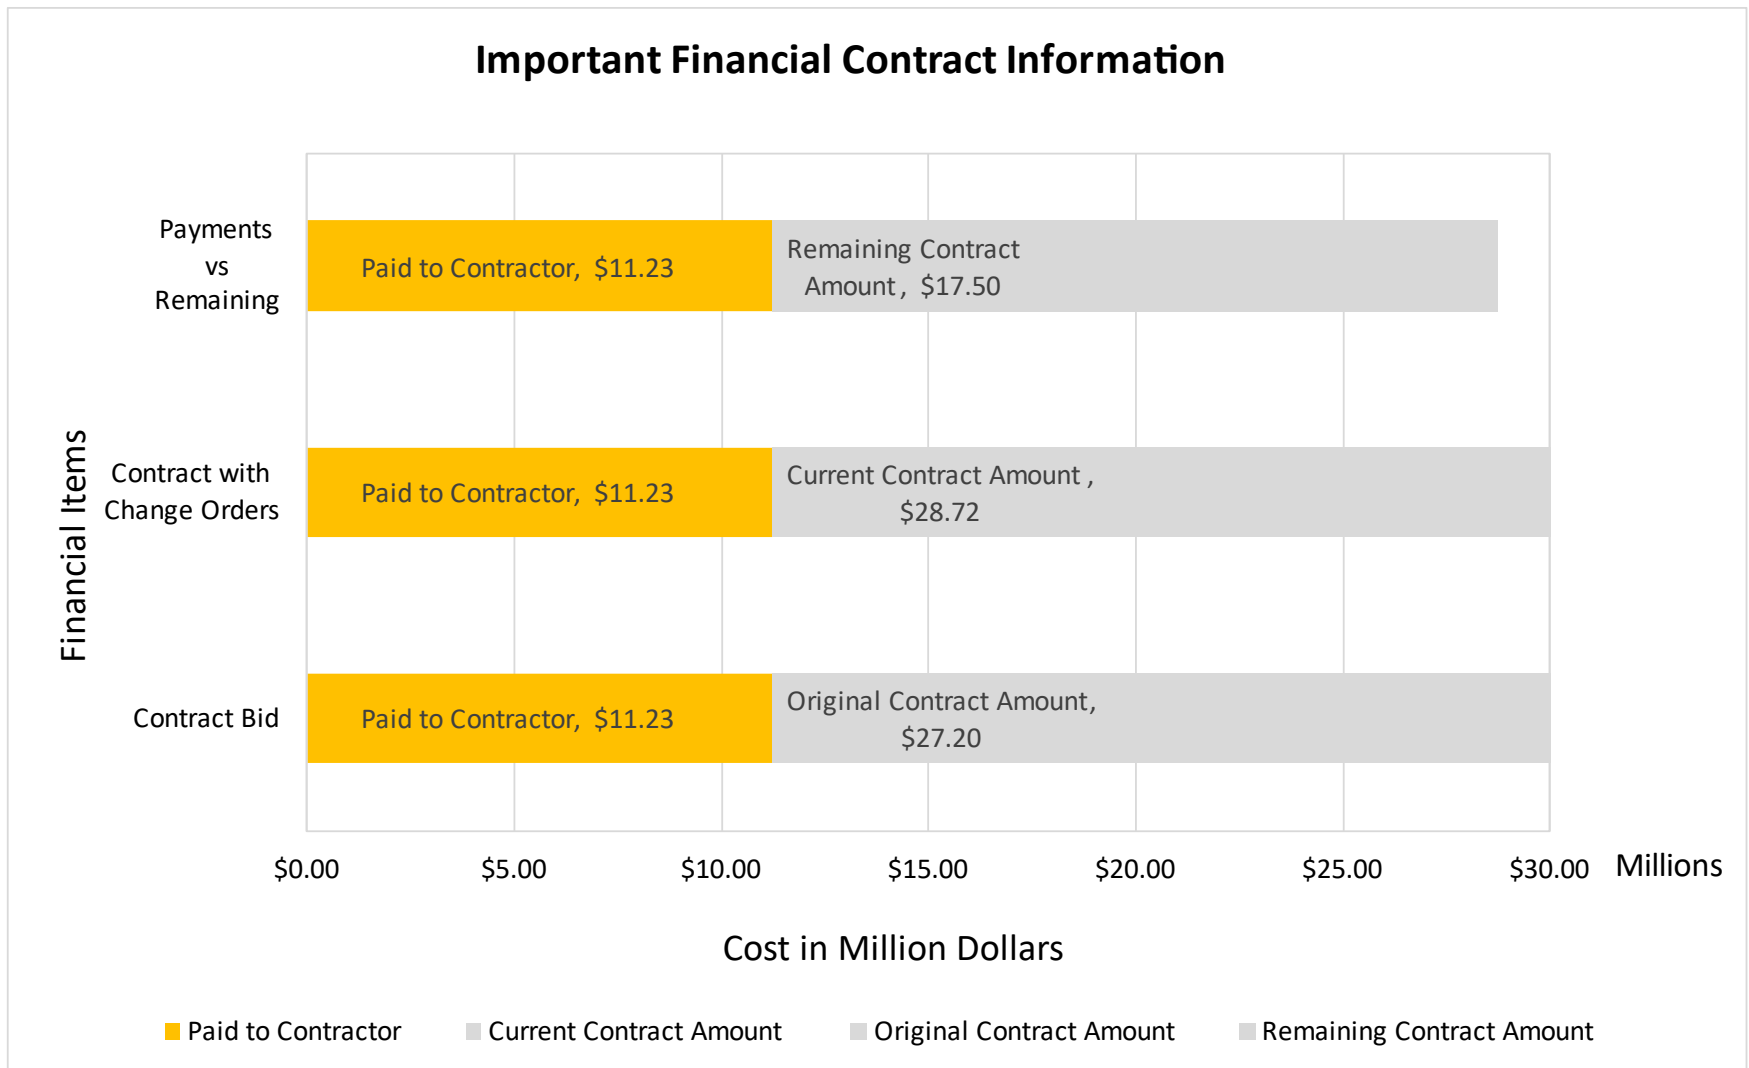 Important Financial Contract Information
Payments
vs
Remaining
Paid to Contractor, $11.23
Remaining Contract
Amount , $17.50
Financial Items
Contract with
Change Orders
Paid to Contractor, $11.23
Current Contract Amount ,
$28.72
Contract Bid
Paid to Contractor, $11.23
Original Contract Amount,
$27.20
$0.00 $5.00 $10.00 $15.00 $20.00 $25.00 $30.00 Millions
Cost in Million Dollars
Paid to Contractor Current Contract Amount Original Contract Amount Remaining Contract Amount